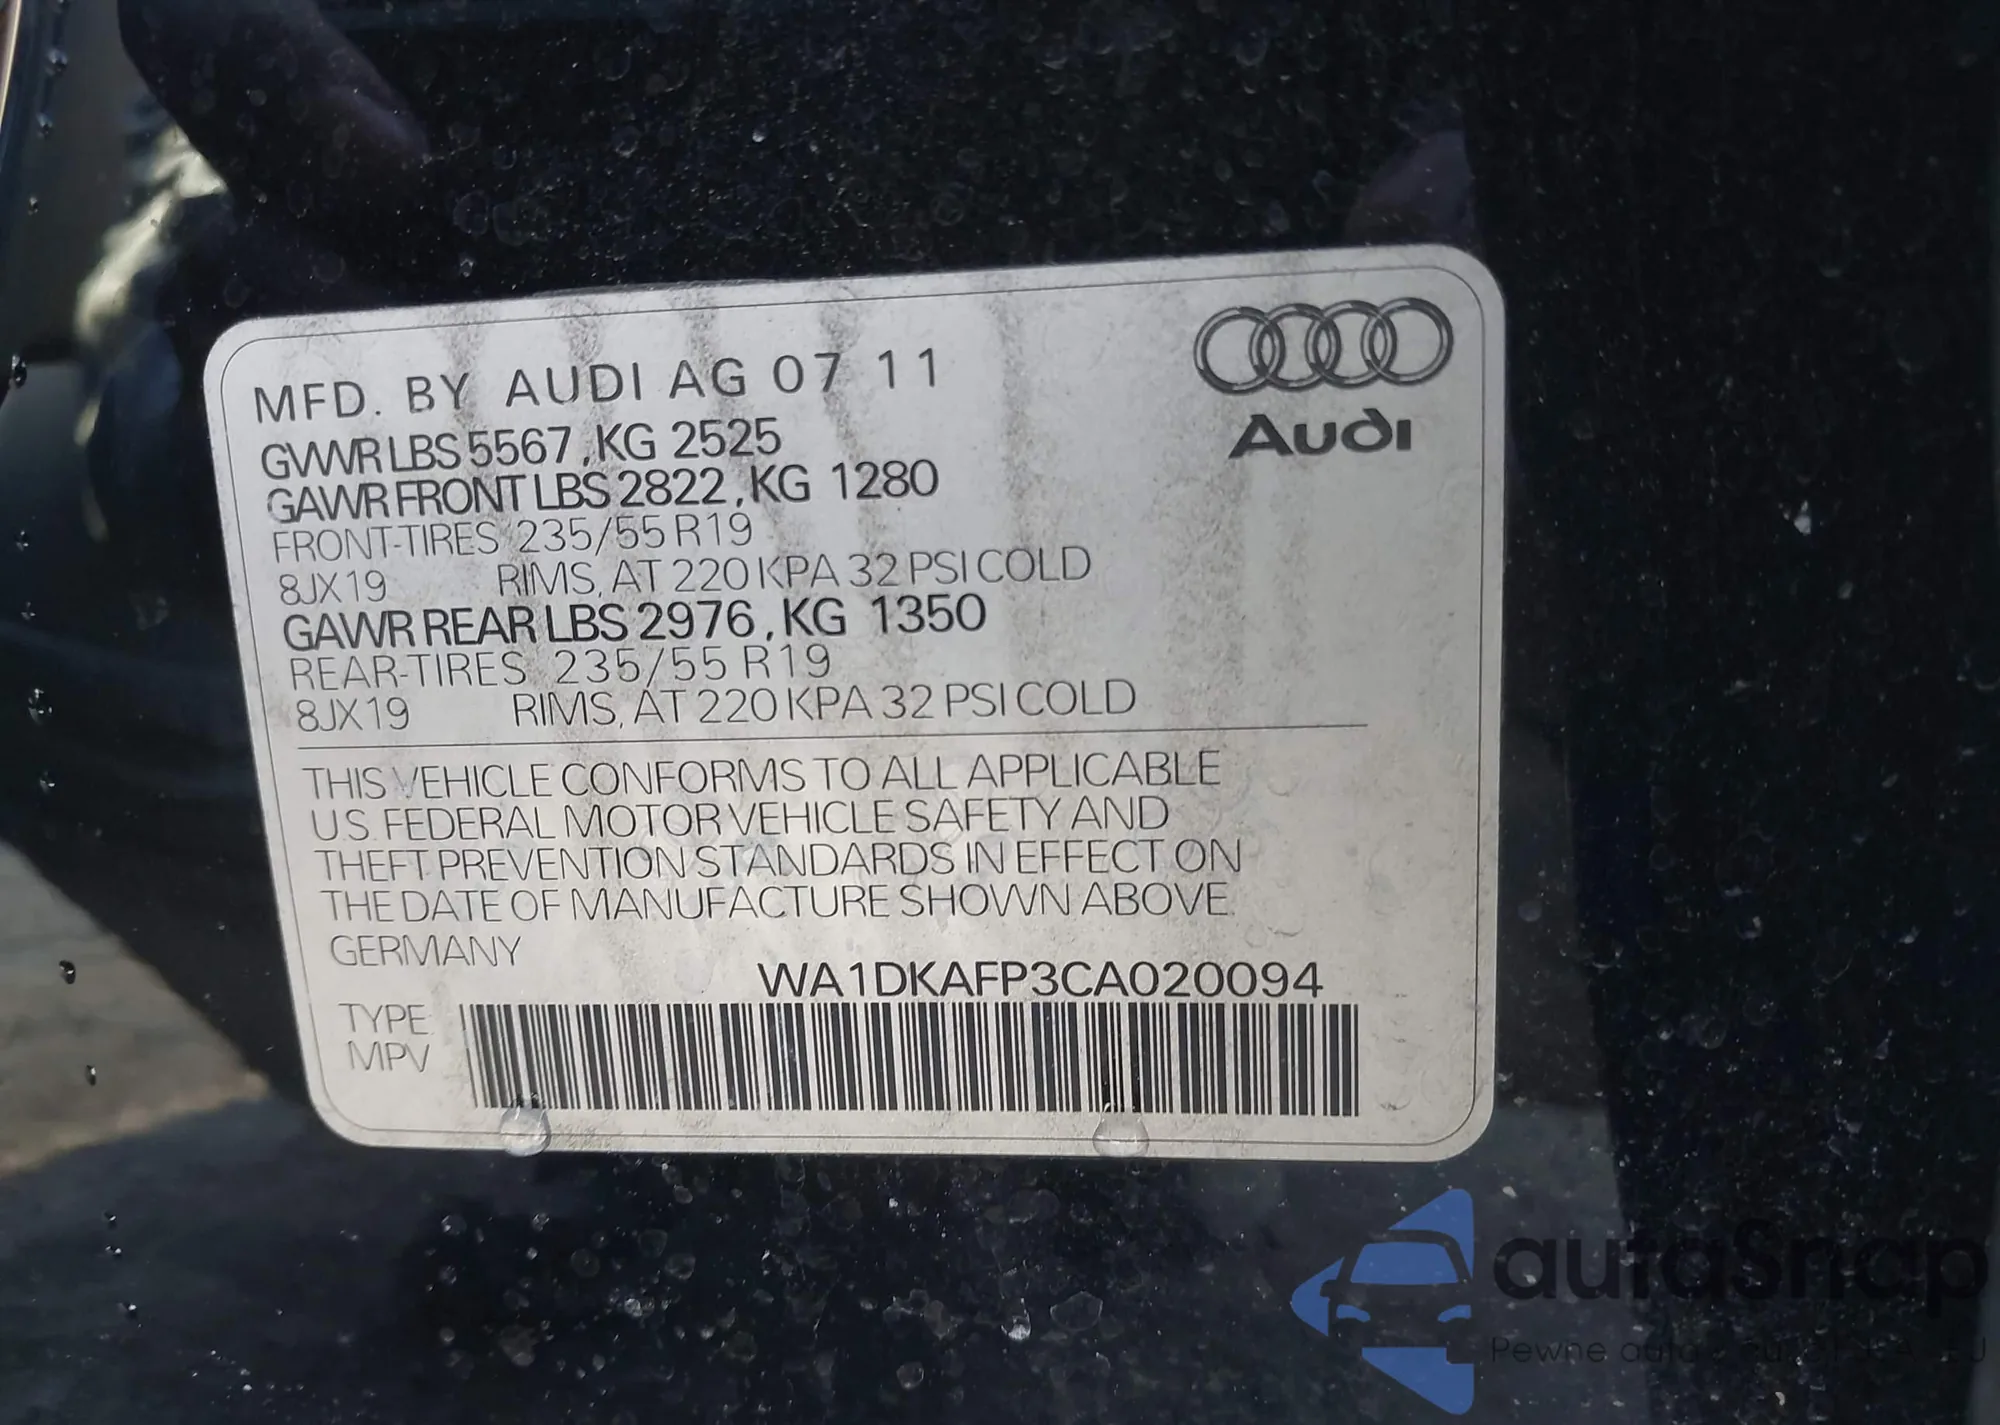 MFD. BY AUDI AG 07 11
Audi
GVWR LBS 5567, KG 2525
GAWR FRONT LBS 2822, KG 1280
FRONT-TIRES 235/55 R19
8JX19 RIMS, AT 220 KPA 32 PSI COLD
GAWR REAR LBS 2976, KG 1350
REAR-TIRES 235/55 R19
8JX19 RIMS, AT 220 KPA 32 PSI COLD
THIS VEHICLE CONFORMS TO ALL APPLICABLE
U.S. FEDERAL MOTOR VEHICLE SAFETY AND
THEFT PREVENTION STANDARDS IN EFFECT ON
THE DATE OF MANUFACTURE SHOWN ABOVE.
GERMANY
WA1DKAFP3CA020094
TYPE
MPV
autaSnap
Pewne auta